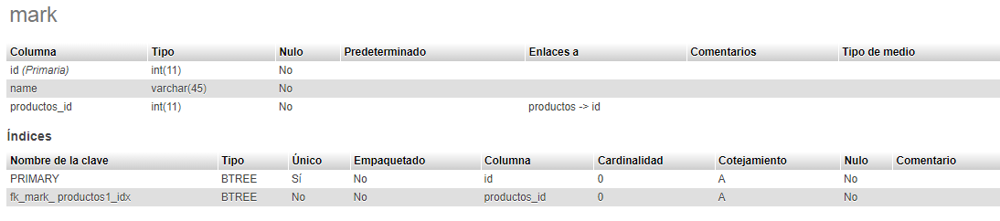 mark
Columna Tipo Nulo Predeterminado Enlaces a Comentarios Tipo de medio
id (Primaria) int(11) No
name varchar(45) No
productos_id int(11) No productos -> id
Índices
Nombre de la clave Tipo Único Empaquetado Columna Cardinalidad Cotejamiento Nulo Comentario
PRIMARY BTREE Sí No id 0 A No
fk_mark_ productos1_idx BTREE No No productos_id 0 A No